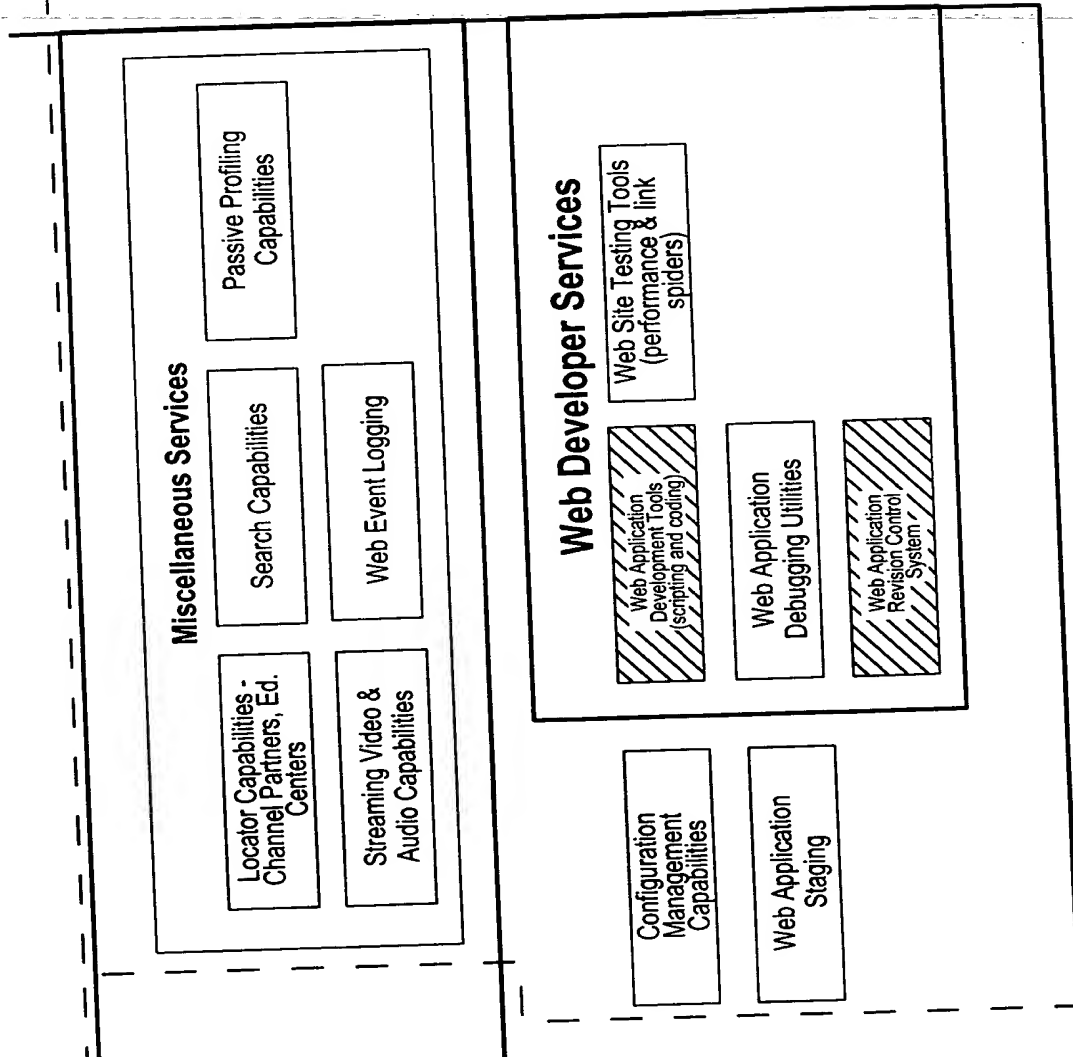 Miscellaneous Services
Locator Capabilities -
Channel Partners, Ed.
Centers
Search Capabilities
Passive Profiling
Capabilities
Streaming Video &
Audio Capabilities
Web Event Logging
Web Developer Services
Configuration
Management
Capabilities
Web Application
Development Tools
(scripting and coding)
Web Site Testing Tools
(performance & link
spiders)
Web Application
Staging
Web Application
Debugging Utilities
Web Application
Revision Control
System